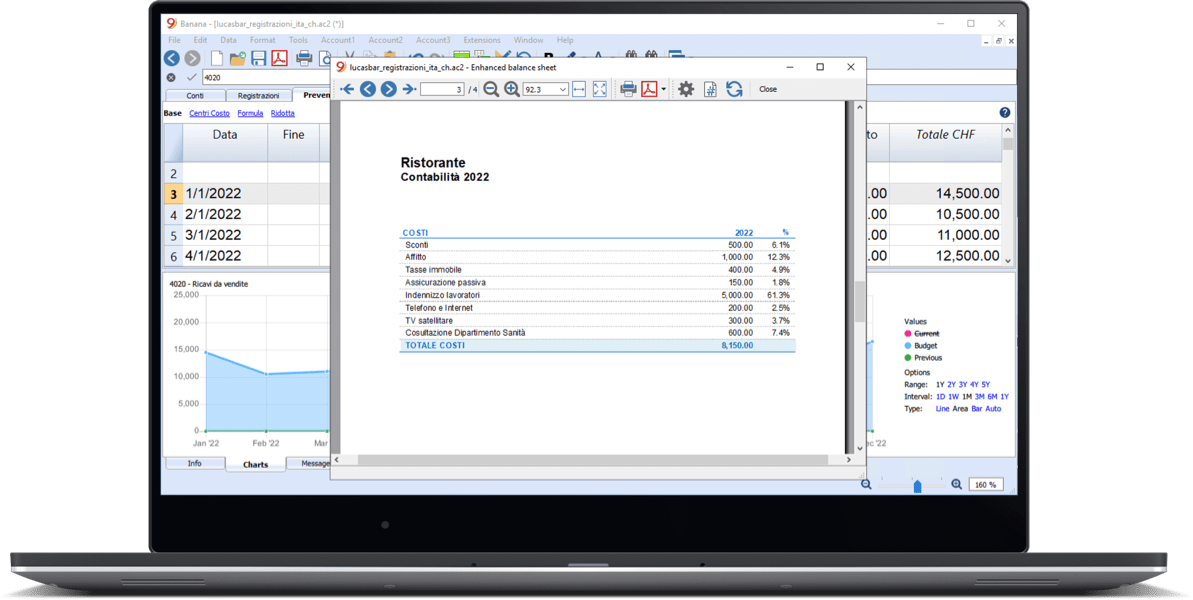 Banana - [lucasbar_registrazioni_ita_ch.ac2 (*)]
File Edit Data Format Tools Account1 Account2 Account3 Extensions Window Help
4020
Conti Registrazioni
Base Centri Costo Formula Ridotta
Data Fine Totale CHF
2
3 1/1/2022 .00 14,500.00
4 2/1/2022 .00 10,500.00
5 3/1/2022 .00 11,000.00
6 4/1/2022 .00 12,500.00
4020 - Ricavi da vendite
25,000
20,000
15,000
10,000
5,000
0
Jan '22 Feb '22 Mar
Values
Current
Budget
Previous
Options
Range: 1Y 2Y 3Y 4Y 5Y
Interval: 1D 1W 1M 3M 6M 1Y
Type: Line Area Bar Auto
Info Charts Message
160 %
lucasbar_registrazioni_ita_ch.ac2 - Enhanced balance sheet
3 / 4 92.3 Close
Ristorante
Contabilità 2022
COSTI 2022 %
Sconti 500.00 6.1%
Affitto 1,000.00 12.3%
Tasse immobile 400.00 4.9%
Assicurazione passiva 150.00 1.8%
Indennizzo lavoratori 5,000.00 61.3%
Telefono e Internet 200.00 2.5%
TV satellitare 300.00 3.7%
Cosultazione Dipartimento Sanità 600.00 7.4%
TOTALE COSTI 8,150.00